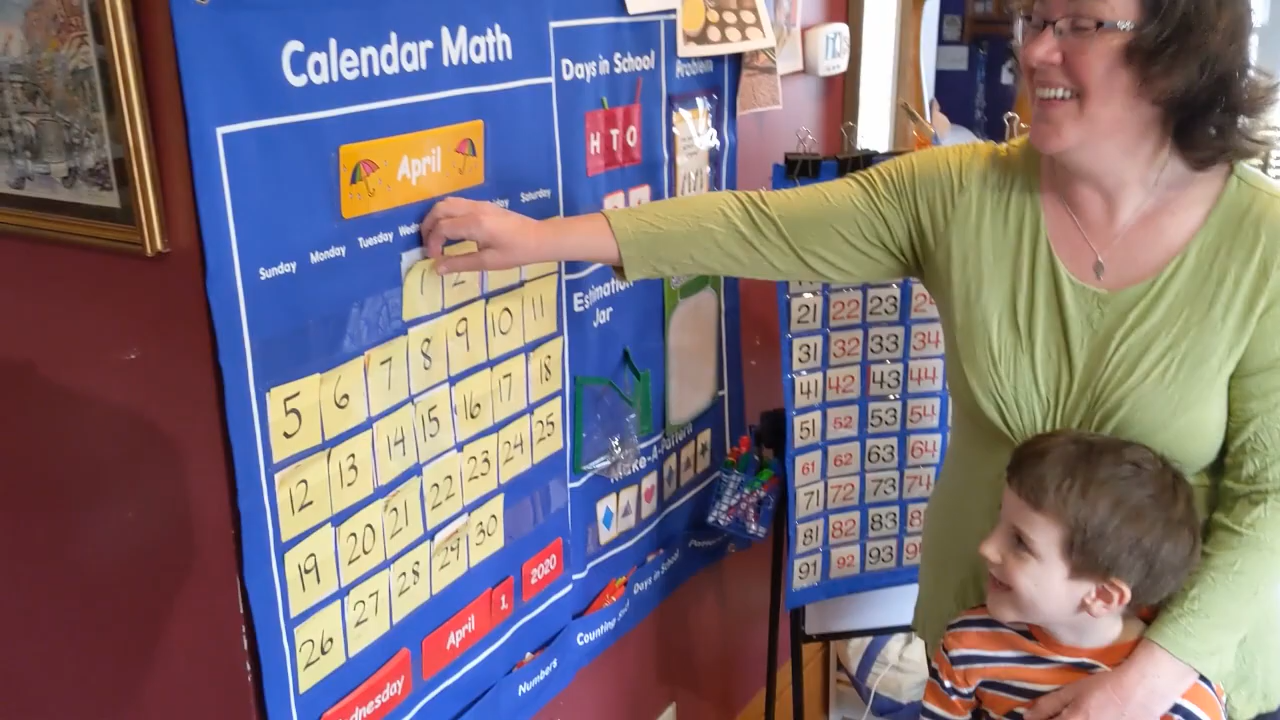 Calendar Math
April
Sunday Monday Tuesday Saturday
1 2
5 6 7 8 9 10 11
12 13 14 15 16 17 18
19 20 21 22 23 24 25
26 27 28 29 30
April 1, 2020
Days in School
H T O
Problem
Estimation
Jar
Make-A-Pattern
Numbers
Counting
Days in School
21 22 23
31 32 33 34
41 42 43 44
51 52 53 54
61 62 63 64
71 72 73 74
81 82 83
91 92 93